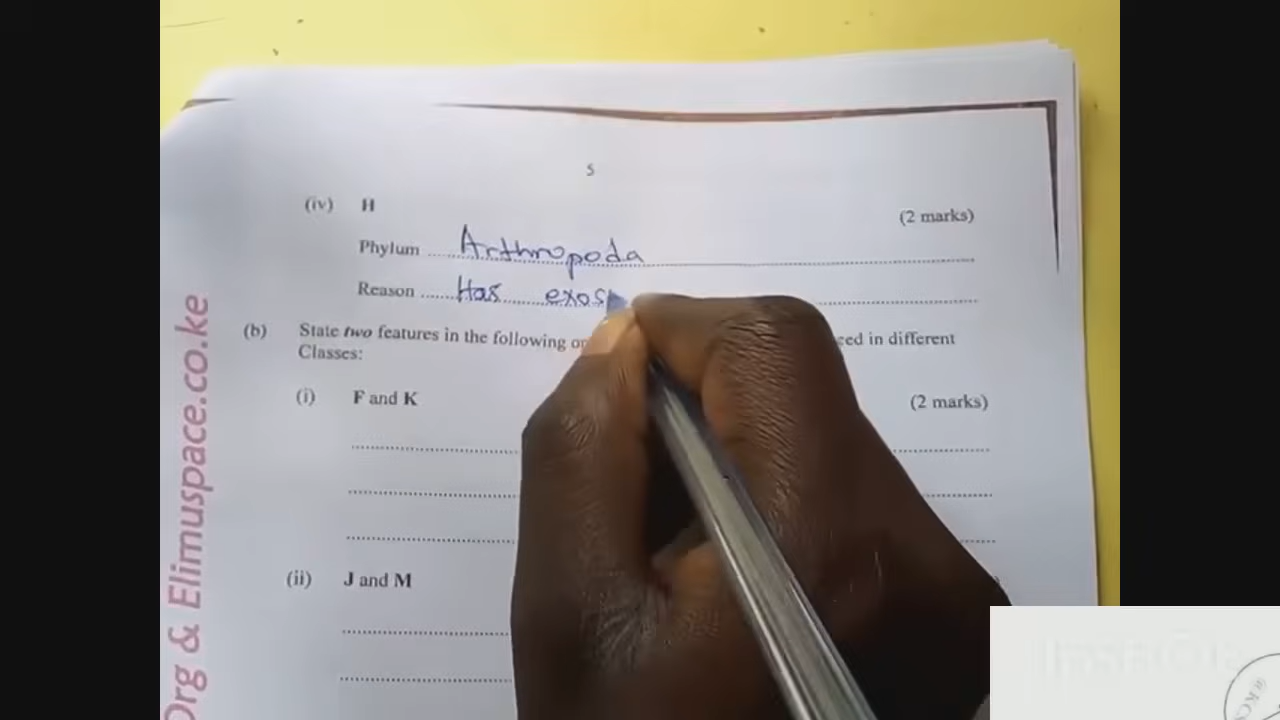 5
(iv) H (2 marks)
Phylum Arthropoda
Reason Has exos
(b) State two features in the following in different
Classes:
(i) F and K (2 marks)
(ii) J and M
Org & Elimuspace.co.ke